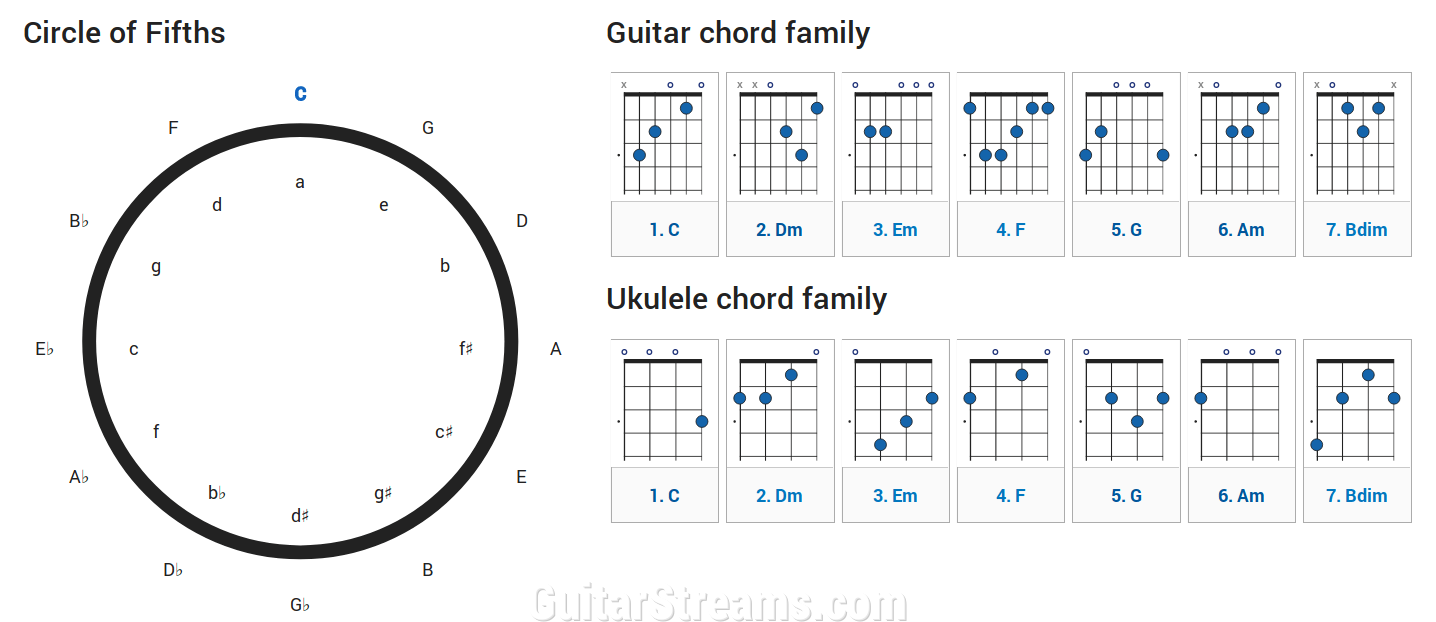 Circle of Fifths
C
F
G
a
d
e
B♭
D
g
b
E♭
c
f♯
A
f
c♯
A♭
E
b♭
g♯
d♯
D♭
B
G♭
Guitar chord family
x o o
x x o
o o o o
o o o
x o o
x o x
1. C
2. Dm
3. Em
4. F
5. G
6. Am
7. Bdim
Ukulele chord family
o o o
o
o
o o
o
o o o
1. C
2. Dm
3. Em
4. F
5. G
6. Am
7. Bdim
GuitarStreams.com